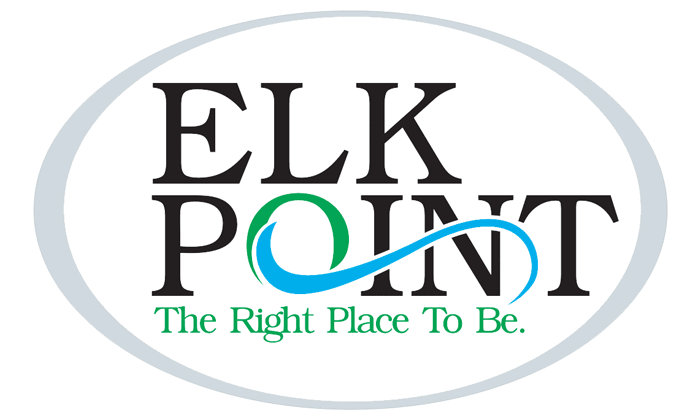 ELK
POINT
The Right Place To Be.